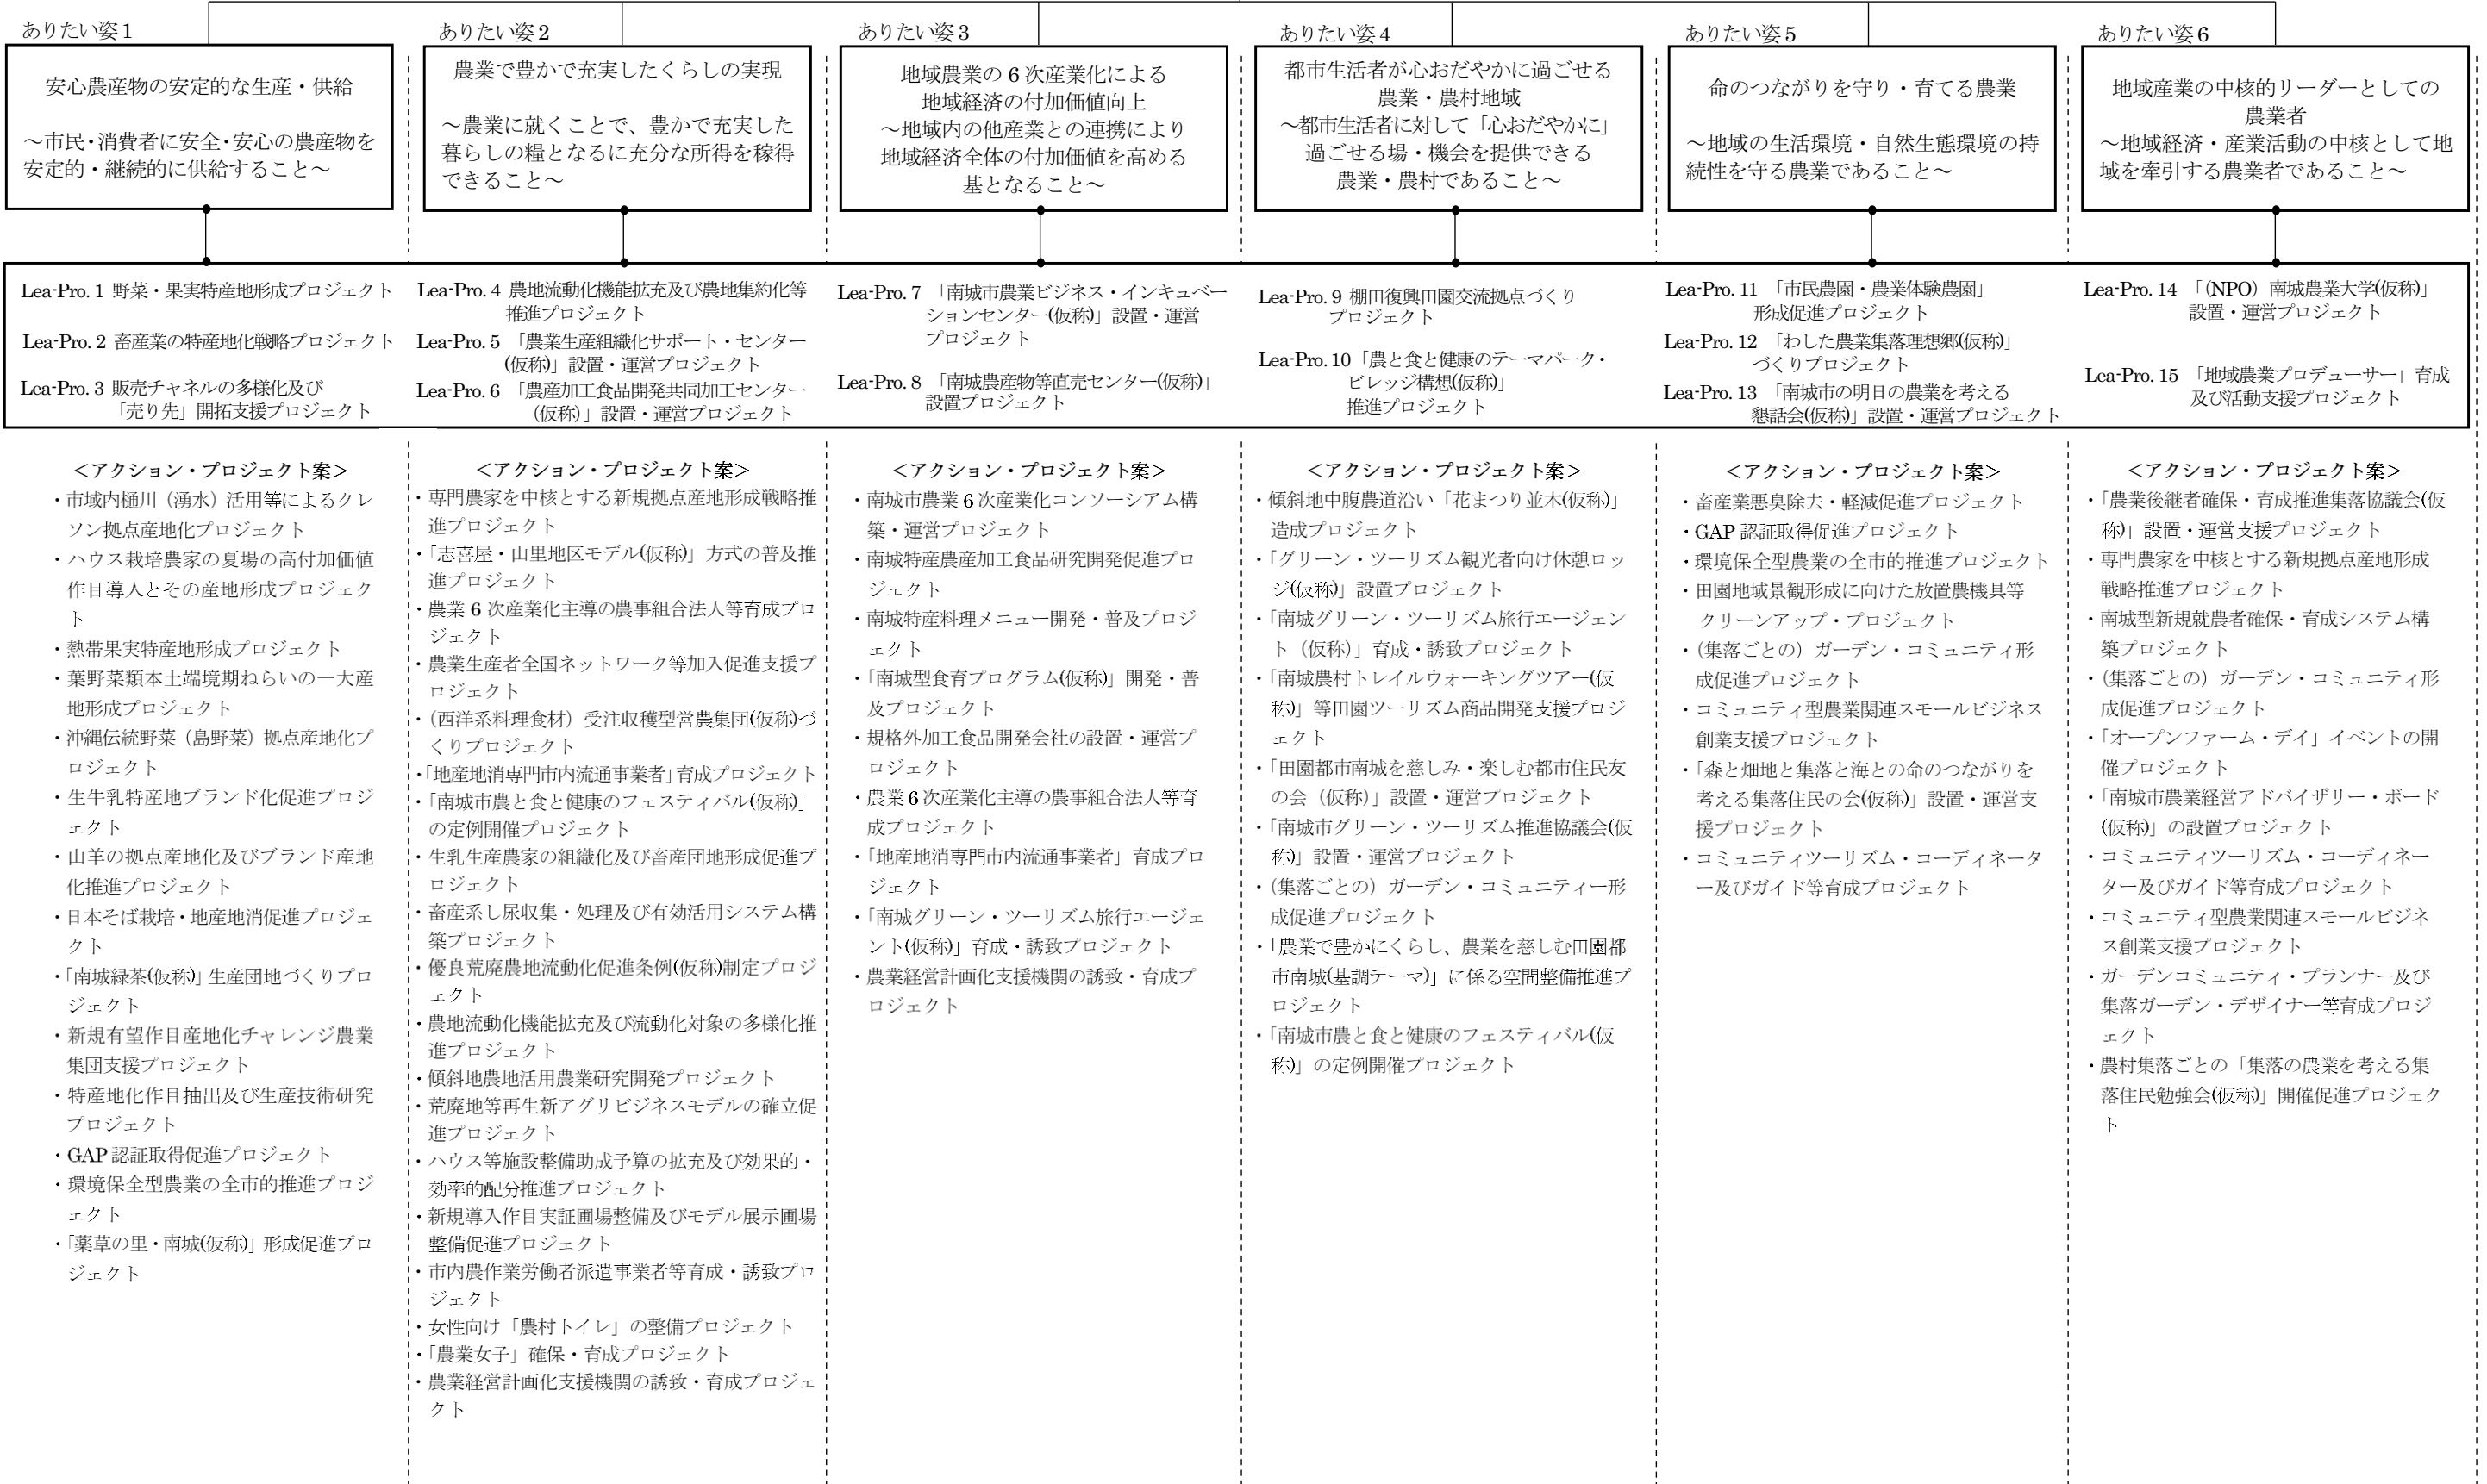 ありたい姿1
安心農産物の安定的な生産・供給
～市民・消費者に安全・安心の農産物を
安定的・継続的に供給すること～
ありたい姿2
農業で豊かで充実したくらしの実現
～農業に就くことで、豊かで充実した
暮らしの糧となるに充分な所得を稼得
できること～
ありたい姿3
地域農業の6次産業化による
地域経済の付加価値向上
～地域内の他産業との連携により
地域経済全体の付加価値を高める
基となること～
ありたい姿4
都市生活者が心おだやかに過ごせる
農業・農村地域
～都市生活者に対して「心おだやかに」
過ごせる場・機会を提供できる
農業・農村であること～
ありたい姿5
命のつながりを守り・育てる農業
～地域の生活環境・自然生態環境の持
続性を守る農業であること～
ありたい姿6
地域産業の中核的リーダーとしての
農業者
～地域経済・産業活動の中核として地
域を牽引する農業者であること～
Lea-Pro. 1 野菜・果実特産地形成プロジェクト
Lea-Pro. 2 畜産業の特産地化戦略プロジェクト
Lea-Pro. 3 販売チャネルの多様化及び
「売り先」開拓支援プロジェクト
Lea-Pro. 4 農地流動化機能拡充及び農地集約化等
推進プロジェクト
Lea-Pro. 5 「農業生産組織化サポート・センター
(仮称)」設置・運営プロジェクト
Lea-Pro. 6 「農産加工食品開発共同加工センター
（仮称）」設置・運営プロジェクト
Lea-Pro. 7 「南城市農業ビジネス・インキュベー
ションセンター(仮称)」設置・運営
プロジェクト
Lea-Pro. 8 「南城農産物等直売センター(仮称)」
設置プロジェクト
Lea-Pro. 9 棚田復興田園交流拠点づくり
プロジェクト
Lea-Pro. 10 「農と食と健康のテーマパーク・
ビレッジ構想(仮称)」
推進プロジェクト
Lea-Pro. 11 「市民農園・農業体験農園」
形成促進プロジェクト
Lea-Pro. 12 「わした農業集落理想郷(仮称)」
づくりプロジェクト
Lea-Pro. 13 「南城市の明日の農業を考える
懇話会(仮称)」設置・運営プロジェクト
Lea-Pro. 14 「（NPO）南城農業大学(仮称)」
設置・運営プロジェクト
Lea-Pro. 15 「地域農業プロデューサー」育成
及び活動支援プロジェクト
＜アクション・プロジェクト案＞
・市域内樋川（湧水）活用等によるクレ
ソン拠点産地化プロジェクト
・ハウス栽培農家の夏場の高付加価値
作目導入とその産地形成プロジェク
ト
・熱帯果実特産地形成プロジェクト
・葉野菜類本土端境期ねらいの一大産
地形成プロジェクト
・沖縄伝統野菜（島野菜）拠点産地化プ
ロジェクト
・生牛乳特産地ブランド化促進プロジ
ェクト
・山羊の拠点産地化及びブランド産地
化推進プロジェクト
・日本そば栽培・地産地消促進プロジェ
クト
・「南城緑茶(仮称)」生産団地づくりプロ
ジェクト
・新規有望作目産地化チャレンジ農業
集団支援プロジェクト
・特産地化作目抽出及び生産技術研究
プロジェクト
・GAP認証取得促進プロジェクト
・環境保全型農業の全市的推進プロジ
ェクト
・「薬草の里・南城(仮称)」形成促進プロ
ジェクト
＜アクション・プロジェクト案＞
・専門農家を中核とする新規拠点産地形成戦略推
進プロジェクト
・「志喜屋・山里地区モデル(仮称)」方式の普及推
進プロジェクト
・農業6次産業化主導の農事組合法人等育成プロ
ジェクト
・農業生産者全国ネットワーク等加入促進支援プ
ロジェクト
・（西洋系料理食材）受注収穫型営農集団(仮称)づ
くりプロジェクト
・「地産地消専門市内流通事業者」育成プロジェクト
・「南城市農と食と健康のフェスティバル(仮称)」
の定例開催プロジェクト
・生乳生産農家の組織化及び畜産団地形成促進プ
ロジェクト
・畜産系し尿収集・処理及び有効活用システム構
築プロジェクト
・優良荒廃農地流動化促進条例(仮称)制定プロジ
ェクト
・農地流動化機能拡充及び流動化対象の多様化推
進プロジェクト
・傾斜地農地活用農業研究開発プロジェクト
・荒廃地等再生新アグリビジネスモデルの確立促
進プロジェクト
・ハウス等施設整備助成予算の拡充及び効果的・
効率的配分推進プロジェクト
・新規導入作目実証圃場整備及びモデル展示圃場
整備促進プロジェクト
・市内農作業労働者派遣事業者等育成・誘致プロ
ジェクト
・女性向け「農村トイレ」の整備プロジェクト
・「農業女子」確保・育成プロジェクト
・農業経営計画化支援機関の誘致・育成プロジェ
クト
＜アクション・プロジェクト案＞
・南城市農業6次産業化コンソーシアム構
築・運営プロジェクト
・南城特産農産加工食品研究開発促進プロ
ジェクト
・南城特産料理メニュー開発・普及プロジ
ェクト
・「南城型食育プログラム(仮称)」開発・普
及プロジェクト
・規格外加工食品開発会社の設置・運営プ
ロジェクト
・農業6次産業化主導の農事組合法人等育
成プロジェクト
・「地産地消専門市内流通事業者」育成プロ
ジェクト
・「南城グリーン・ツーリズム旅行エージェ
ント(仮称)」育成・誘致プロジェクト
・農業経営計画化支援機関の誘致・育成プ
ロジェクト
＜アクション・プロジェクト案＞
・傾斜地中腹農道沿い「花まつり並木(仮称)」
造成プロジェクト
・「グリーン・ツーリズム観光者向け休憩ロッ
ジ(仮称)」設置プロジェクト
・「南城グリーン・ツーリズム旅行エージェン
ト（仮称）」育成・誘致プロジェクト
・「南城農村トレイルウォーキングツアー(仮
称)」等田園ツーリズム商品開発支援プロジ
ェクト
・「田園都市南城を慈しみ・楽しむ都市住民友
の会（仮称）」設置・運営プロジェクト
・「南城市グリーン・ツーリズム推進協議会(仮
称)」設置・運営プロジェクト
・（集落ごとの）ガーデン・コミュニティー形
成促進プロジェクト
・「農業で豊かにくらし、農業を慈しむ田園都
市南城(基調テーマ)」に係る空間整備推進プ
ロジェクト
・「南城市農と食と健康のフェスティバル(仮
称)」の定例開催プロジェクト
＜アクション・プロジェクト案＞
・畜産業悪臭除去・軽減促進プロジェクト
・GAP認証取得促進プロジェクト
・環境保全型農業の全市的推進プロジェクト
・田園地域景観形成に向けた放置農機具等
クリーンアップ・プロジェクト
・（集落ごとの）ガーデン・コミュニティ形
成促進プロジェクト
・コミュニティ型農業関連スモールビジネス
創業支援プロジェクト
・「森と畑地と集落と海との命のつながりを
考える集落住民の会(仮称)」設置・運営支
援プロジェクト
・コミュニティツーリズム・コーディネータ
ー及びガイド等育成プロジェクト
＜アクション・プロジェクト案＞
・「農業後継者確保・育成推進集落協議会(仮
称)」設置・運営支援プロジェクト
・専門農家を中核とする新規拠点産地形成
戦略推進プロジェクト
・南城型新規就農者確保・育成システム構
築プロジェクト
・（集落ごとの）ガーデン・コミュニティ形
成促進プロジェクト
・「オープンファーム・デイ」イベントの開
催プロジェクト
・「南城市農業経営アドバイザリー・ボード
(仮称)」の設置プロジェクト
・コミュニティツーリズム・コーディネー
ター及びガイド等育成プロジェクト
・コミュニティ型農業関連スモールビジネ
ス創業支援プロジェクト
・ガーデンコミュニティ・プランナー及び
集落ガーデン・デザイナー等育成プロジ
ェクト
・農村集落ごとの「集落の農業を考える集
落住民勉強会(仮称)」開催促進プロジェク
ト